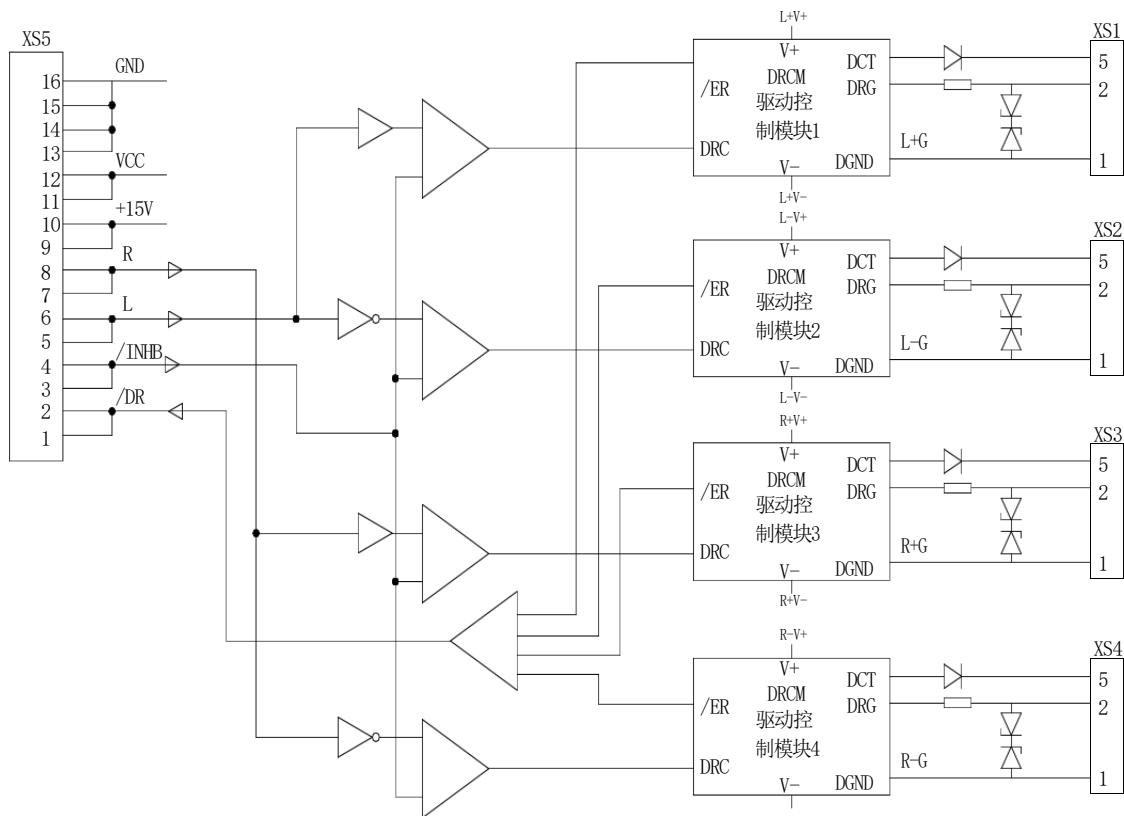 XS5
16 GND
15
14
13
12 VCC
11
10 +15V
9
8 R
7
6 L
5
4 /INHB
3
2 /DR
1
L+V+
V+
DCT
/ER
DRCM
DRG
驱动控
制模块1
DRC
DGND
V-
L+V-
L+G
XS1
5
2
1
L-V+
V+
DCT
/ER
DRCM
DRG
驱动控
制模块2
DRC
DGND
V-
L-V-
L-G
XS2
5
2
1
R+V+
V+
DCT
/ER
DRCM
DRG
驱动控
制模块3
DRC
DGND
V-
R+V-
R+G
XS3
5
2
1
R-V+
V+
DCT
/ER
DRCM
DRG
驱动控
制模块4
DRC
DGND
V-
R-G
XS4
5
2
1